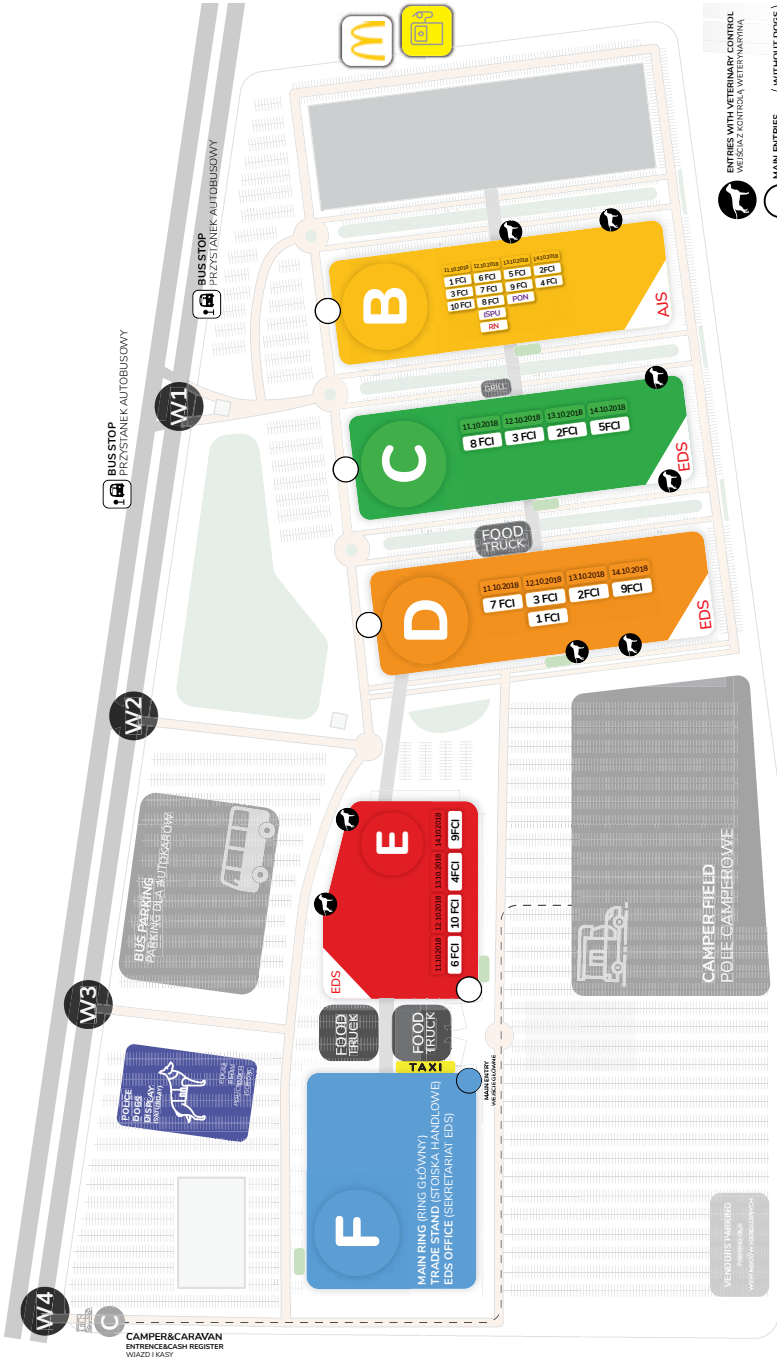 ENTRIES WITH VETERINARY CONTROL
WEJŚCIA Z KONTROLĄ WETERYNARYJNĄ
MAIN ENTRIES
( WITHOUT DOGS )
BUS STOP
PRZYSTANEK AUTOBUSOWY
BUS STOP
PRZYSTANEK AUTOBUSOWY
W1
W2
W3
W4
B
11.10.2018 12.10.2018 13.10.2018 14.10.2018
1 FCI 6 FCI 5 FCI 2FCI
3 FCI 7 FCI 9 FCI 4 FCI
10 FCI 8 FCI PON
ISPU
RN
AJS
GRILL
C
11.10.2018 12.10.2018 13.10.2018 14.10.2018
8 FCI 3 FCI 2FCI 5FCI
EDS
FOOD
TRUCK
D
11.10.2018 12.10.2018 13.10.2018 14.10.2018
7 FCI 3 FCI 2FCI 9FCI
1 FCI
EDS
E
11.10.2018 12.10.2018 13.10.2018 14.10.2018
6 FCI 10 FCI 4FCI 9FCI
EDS
BUS PARKING
PARKING DLA AUTOKARÓW
CAMPER FIELD
POLE CAMPEROWE
FOOD
TRUCK
FOOD
TRUCK
TAXI
MAIN ENTRY
WEJŚCIE GŁÓWNE
POLICE
DOGS
DISPLAY
(SATURDAY)
F
MAIN RING (RING GŁÓWNY)
TRADE STAND (STOISKA HANDLOWE)
EDS OFFICE (SEKRETARIAT EDS)
VENDORS PARKING
C
CAMPER&CARAVAN
ENTRENCE&CASH REGISTER
WJAZD I KASY